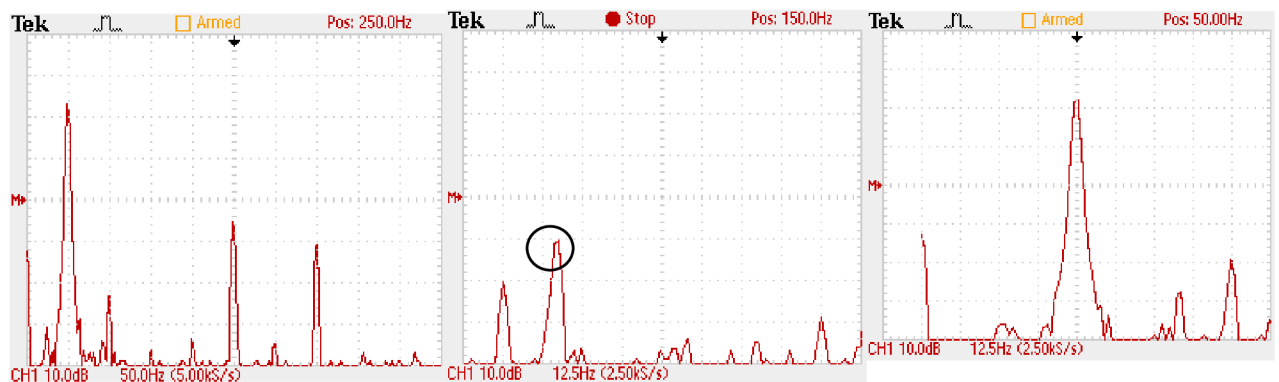 Tek Armed Pos: 250.0Hz
M
CH1 10.0dB 50.0Hz (5.00kS/s)
Tek Stop Pos: 150.0Hz
M
CH1 10.0dB 12.5Hz (2.50kS/s)
Tek Armed Pos: 50.00Hz
M
CH1 10.0dB 12.5Hz (2.50kS/s)